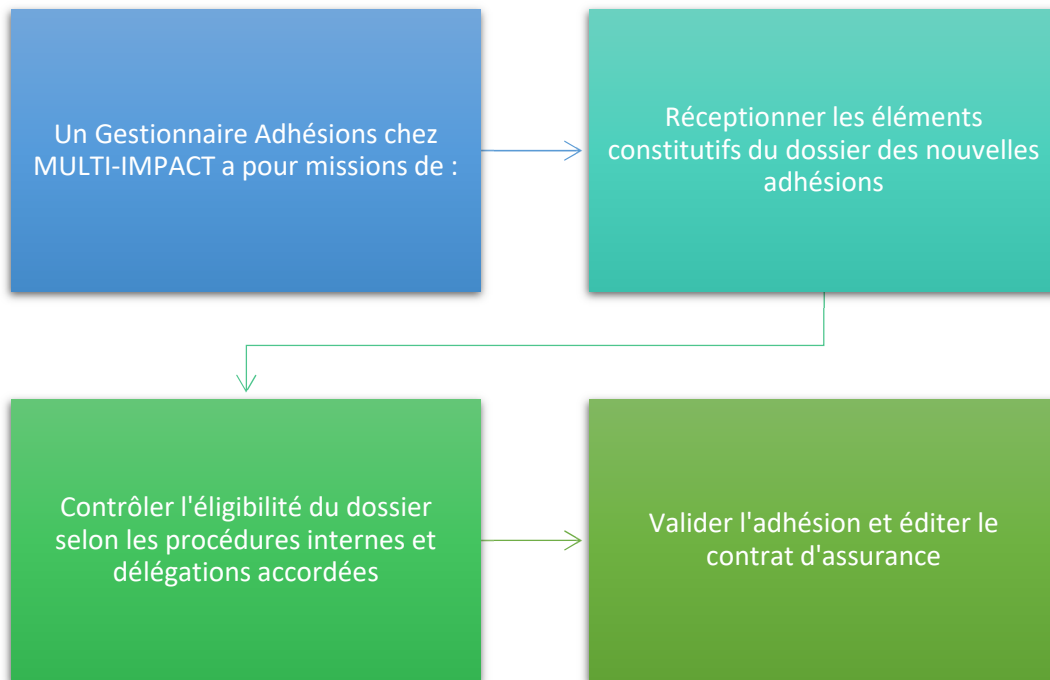 Un Gestionnaire Adhésions chez
MULTI-IMPACT a pour missions de :
Réceptionner les éléments
constitutifs du dossier des nouvelles
adhésions
Contrôler l'éligibilité du dossier
selon les procédures internes et
délégations accordées
Valider l'adhésion et éditer le
contrat d'assurance